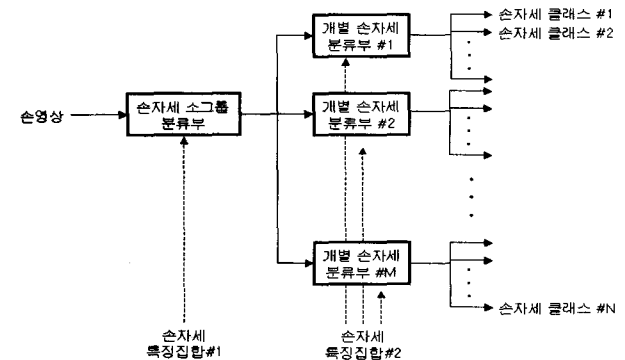 손영상
손자세 소그룹
분류부
개별 손자세
분류부 #1
개별 손자세
분류부 #2
개별 손자세
분류부 #M
손자세 클래스 #1
손자세 클래스 #2
손자세 클래스 #N
손자세
특징집합#1
손자세
특징집합#2